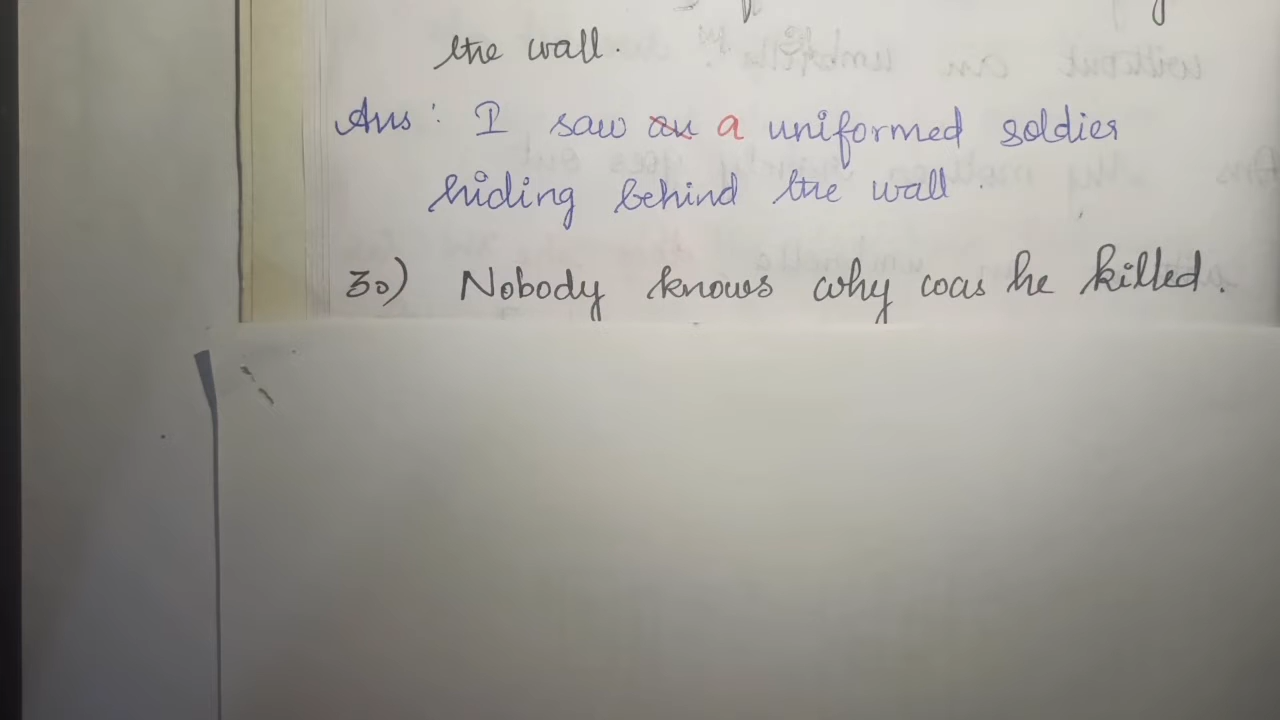 the wall.
Ans: I saw an a uniformed soldier
hiding behind the wall.
30) Nobody knows why was he killed.